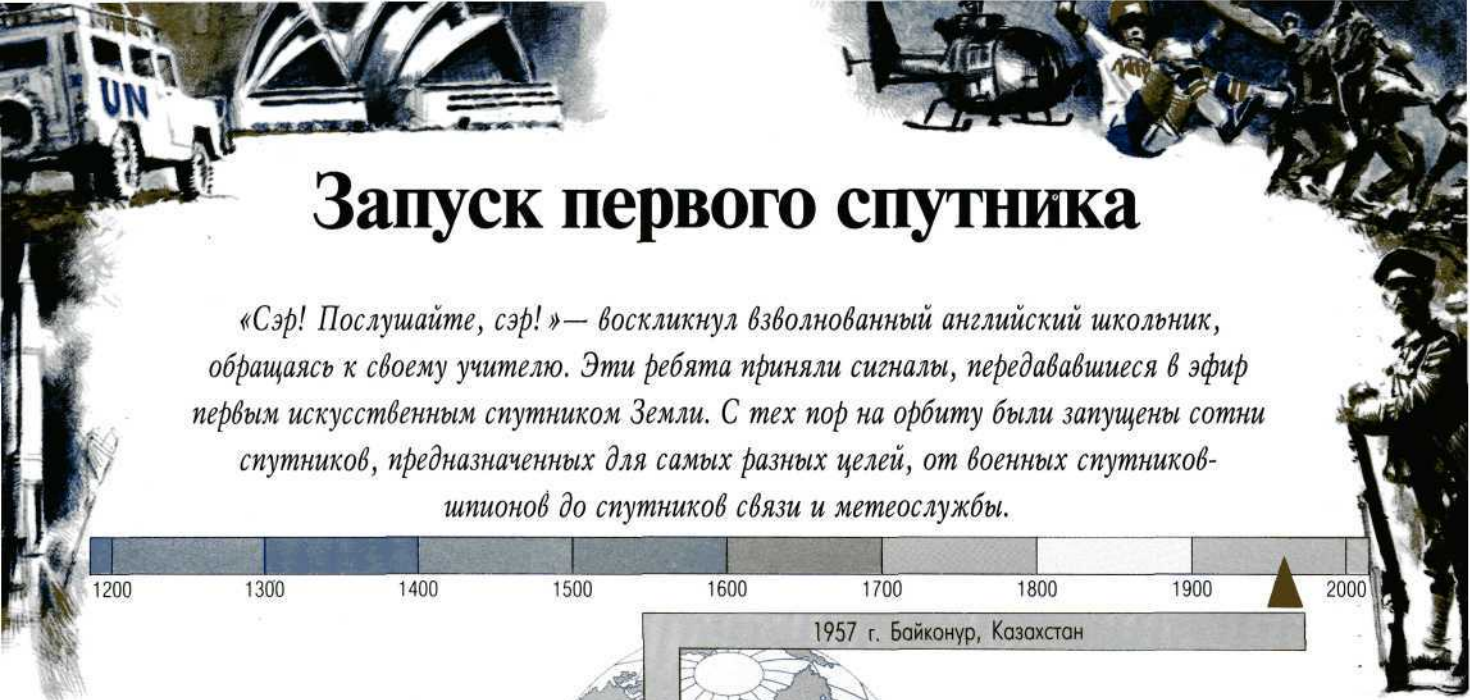 UN
Запуск первого спутника
«Сэр! Послушайте, сэр!»— воскликнул взволнованный английский школьник,
обращаясь к своему учителю. Эти ребята приняли сигналы, передававшиеся в эфир
первым искусственным спутником Земли. С тех пор на орбиту были запущены сотни
спутников, предназначенных для самых разных целей, от военных спутников-
шпионов до спутников связи и метеослужбы.
1200 1300 1400 1500 1600 1700 1800 1900 2000
1957 г. Байконур, Казахстан